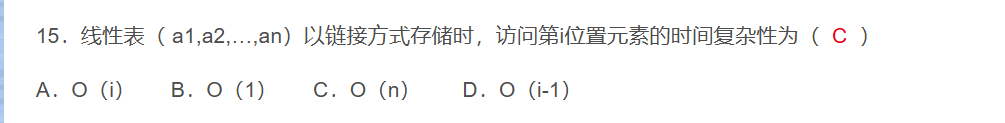 15．线性表（ a1,a2,…,an）以链接方式存储时，访问第i位置元素的时间复杂性为（ C ）
A．O（i） B．O（1） C．O（n） D．O（i-1）